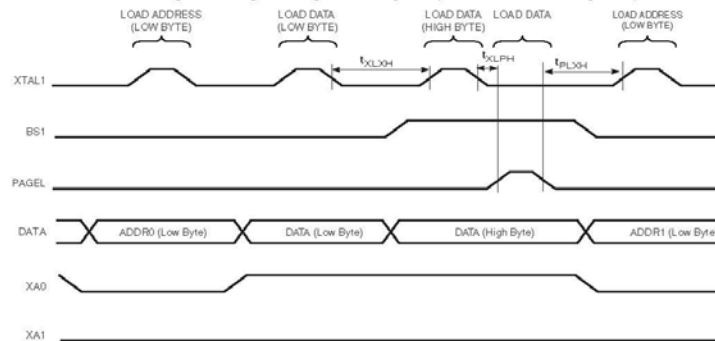 LOAD ADDRESS
(LOW BYTE)
LOAD DATA
(LOW BYTE)
LOAD DATA
(HIGH BYTE)
LOAD DATA
LOAD ADDRESS
(LOW BYTE)
tXLXH
tXLPH
tPLXH
XTAL1
BS1
PAGEL
DATA
ADDR0 (Low Byte)
DATA (Low Byte)
DATA (High Byte)
ADDR1 (Low Byte
XA0
XA1